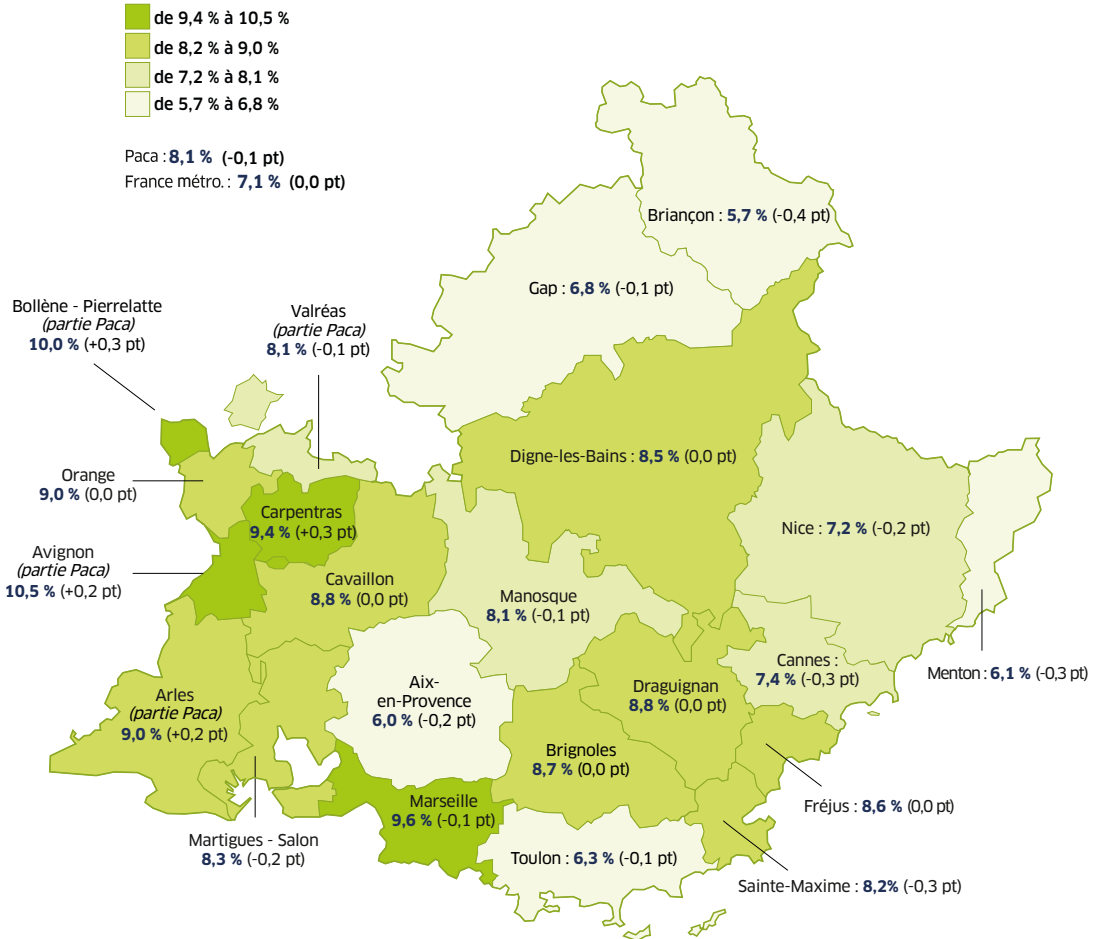 de 9,4 % à 10,5 %
de 8,2 % à 9,0 %
de 7,2 % à 8,1 %
de 5,7 % à 6,8 %
Paca : 8,1 % (-0,1 pt)
France métro. : 7,1 % (0,0 pt)
Briançon : 5,7 % (-0,4 pt)
Gap : 6,8 % (-0,1 pt)
Bollène - Pierrelatte
(partie Paca)
10,0 % (+0,3 pt)
Valréas
(partie Paca)
8,1 % (-0,1 pt)
Digne-les-Bains : 8,5 % (0,0 pt)
Orange
9,0 % (0,0 pt)
Carpentras
9,4 % (+0,3 pt)
Nice : 7,2 % (-0,2 pt)
Avignon
(partie Paca)
10,5 % (+0,2 pt)
Cavaillon
8,8 % (0,0 pt)
Manosque
8,1 % (-0,1 pt)
Cannes :
7,4 % (-0,3 pt)
Menton : 6,1 % (-0,3 pt)
Aix-
en-Provence
6,0 % (-0,2 pt)
Draguignan
8,8 % (0,0 pt)
Arles
(partie Paca)
9,0 % (+0,2 pt)
Brignoles
8,7 % (0,0 pt)
Marseille
9,6 % (-0,1 pt)
Fréjus : 8,6 % (0,0 pt)
Martigues - Salon
8,3 % (-0,2 pt)
Toulon : 6,3 % (-0,1 pt)
Sainte-Maxime : 8,2% (-0,3 pt)